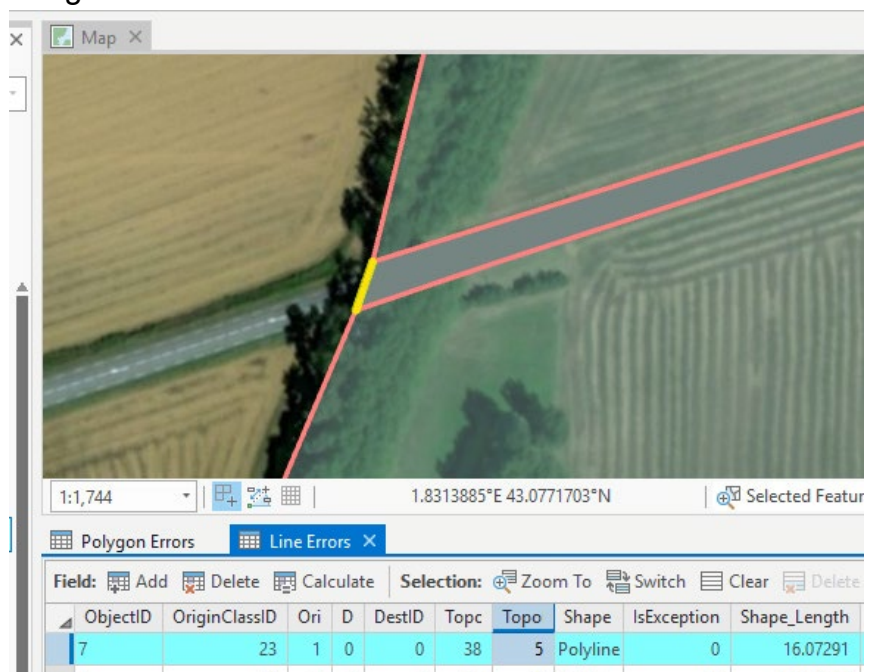 Map
1:1,744 1.8313885°E 43.0771703°N Selected Featur
Polygon Errors Line Errors
Field: Add Delete Calculate Selection: Zoom To Switch Clear Delete
ObjectID OriginClassID Ori D DestID Topc Topo Shape IsException Shape_Length
7 23 1 0 0 38 5 Polyline 0 16.07291